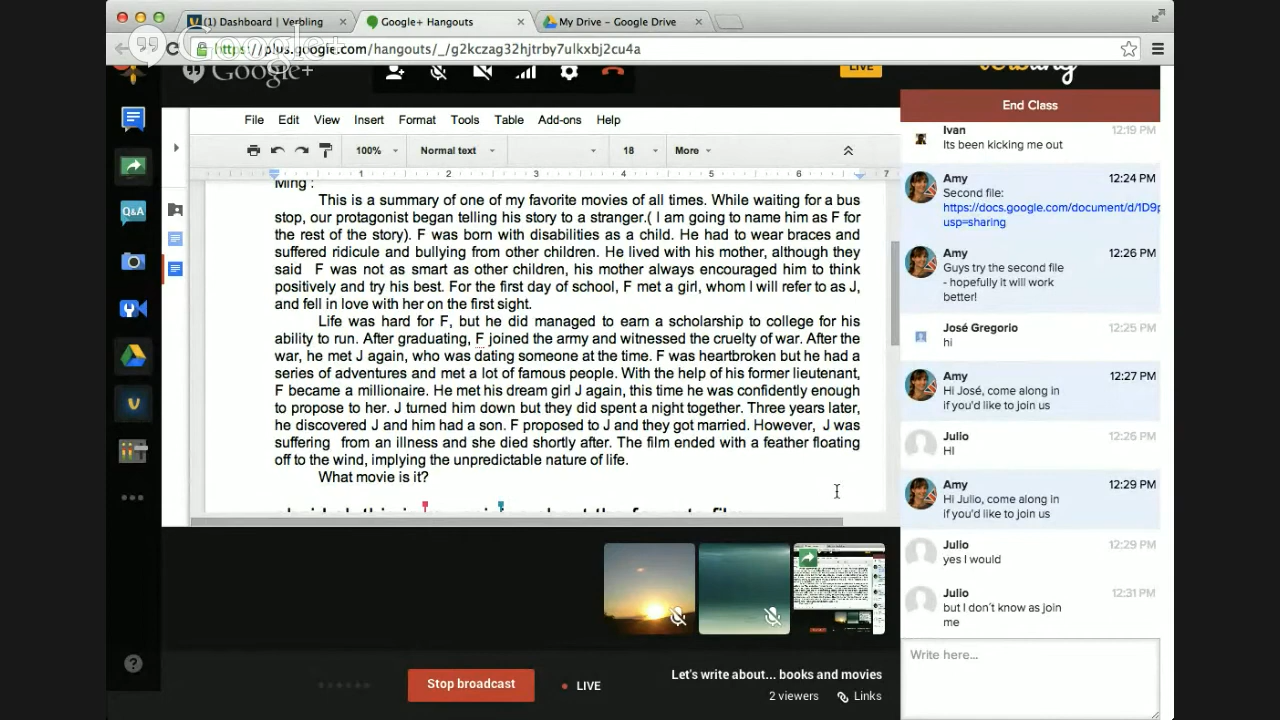 (1) Dashboard | Verbling
Google+ Hangouts
My Drive - Google Drive
https://plus.google.com/hangouts/_/g2kczag32hjtrby7ulkxbj2cu4a
Google+
LIVE
File Edit View Insert Format Tools Table Add-ons Help
100% Normal text 18 More
1 2 3 4 5 6 7
Ming :
This is a summary of one of my favorite movies of all times. While waiting for a bus
stop, our protagonist began telling his story to a stranger.( I am going to name him as F for
the rest of the story). F was born with disabilities as a child. He had to wear braces and
suffered ridicule and bullying from other children. He lived with his mother, although they
said F was not as smart as other children, his mother always encouraged him to think
positively and try his best. For the first day of school, F met a girl, whom I will refer to as J,
and fell in love with her on the first sight.
Life was hard for F, but he did managed to earn a scholarship to college for his
ability to run. After graduating, F joined the army and witnessed the cruelty of war. After the
war, he met J again, who was dating someone at the time. F was heartbroken but he had a
series of adventures and met a lot of famous people. With the help of his former lieutenant,
F became a millionaire. He met his dream girl J again, this time he was confidently enough
to propose to her. J turned him down but they did spent a night together. Three years later,
he discovered J and him had a son. F proposed to J and they got married. However, J was
suffering from an illness and she died shortly after. The film ended with a feather floating
off to the wind, implying the unpredictable nature of life.
What movie is it?
Q&A
End Class
Ivan 12:19 PM
Its been kicking me out
Amy 12:24 PM
Second file:
https://docs.google.com/document/d/1D9p
usp=sharing
Amy 12:26 PM
Guys try the second file
- hopefully it will work
better!
José Gregorio 12:25 PM
hi
Amy 12:27 PM
Hi José, come along in
if you'd like to join us
Julio 12:26 PM
HI
Amy 12:29 PM
Hi Julio, come along in
if you'd like to join us
Julio 12:29 PM
yes I would
Julio 12:31 PM
but I don´t know as join
me
Write here...
Stop broadcast
LIVE
Let's write about... books and movies
2 viewers Links